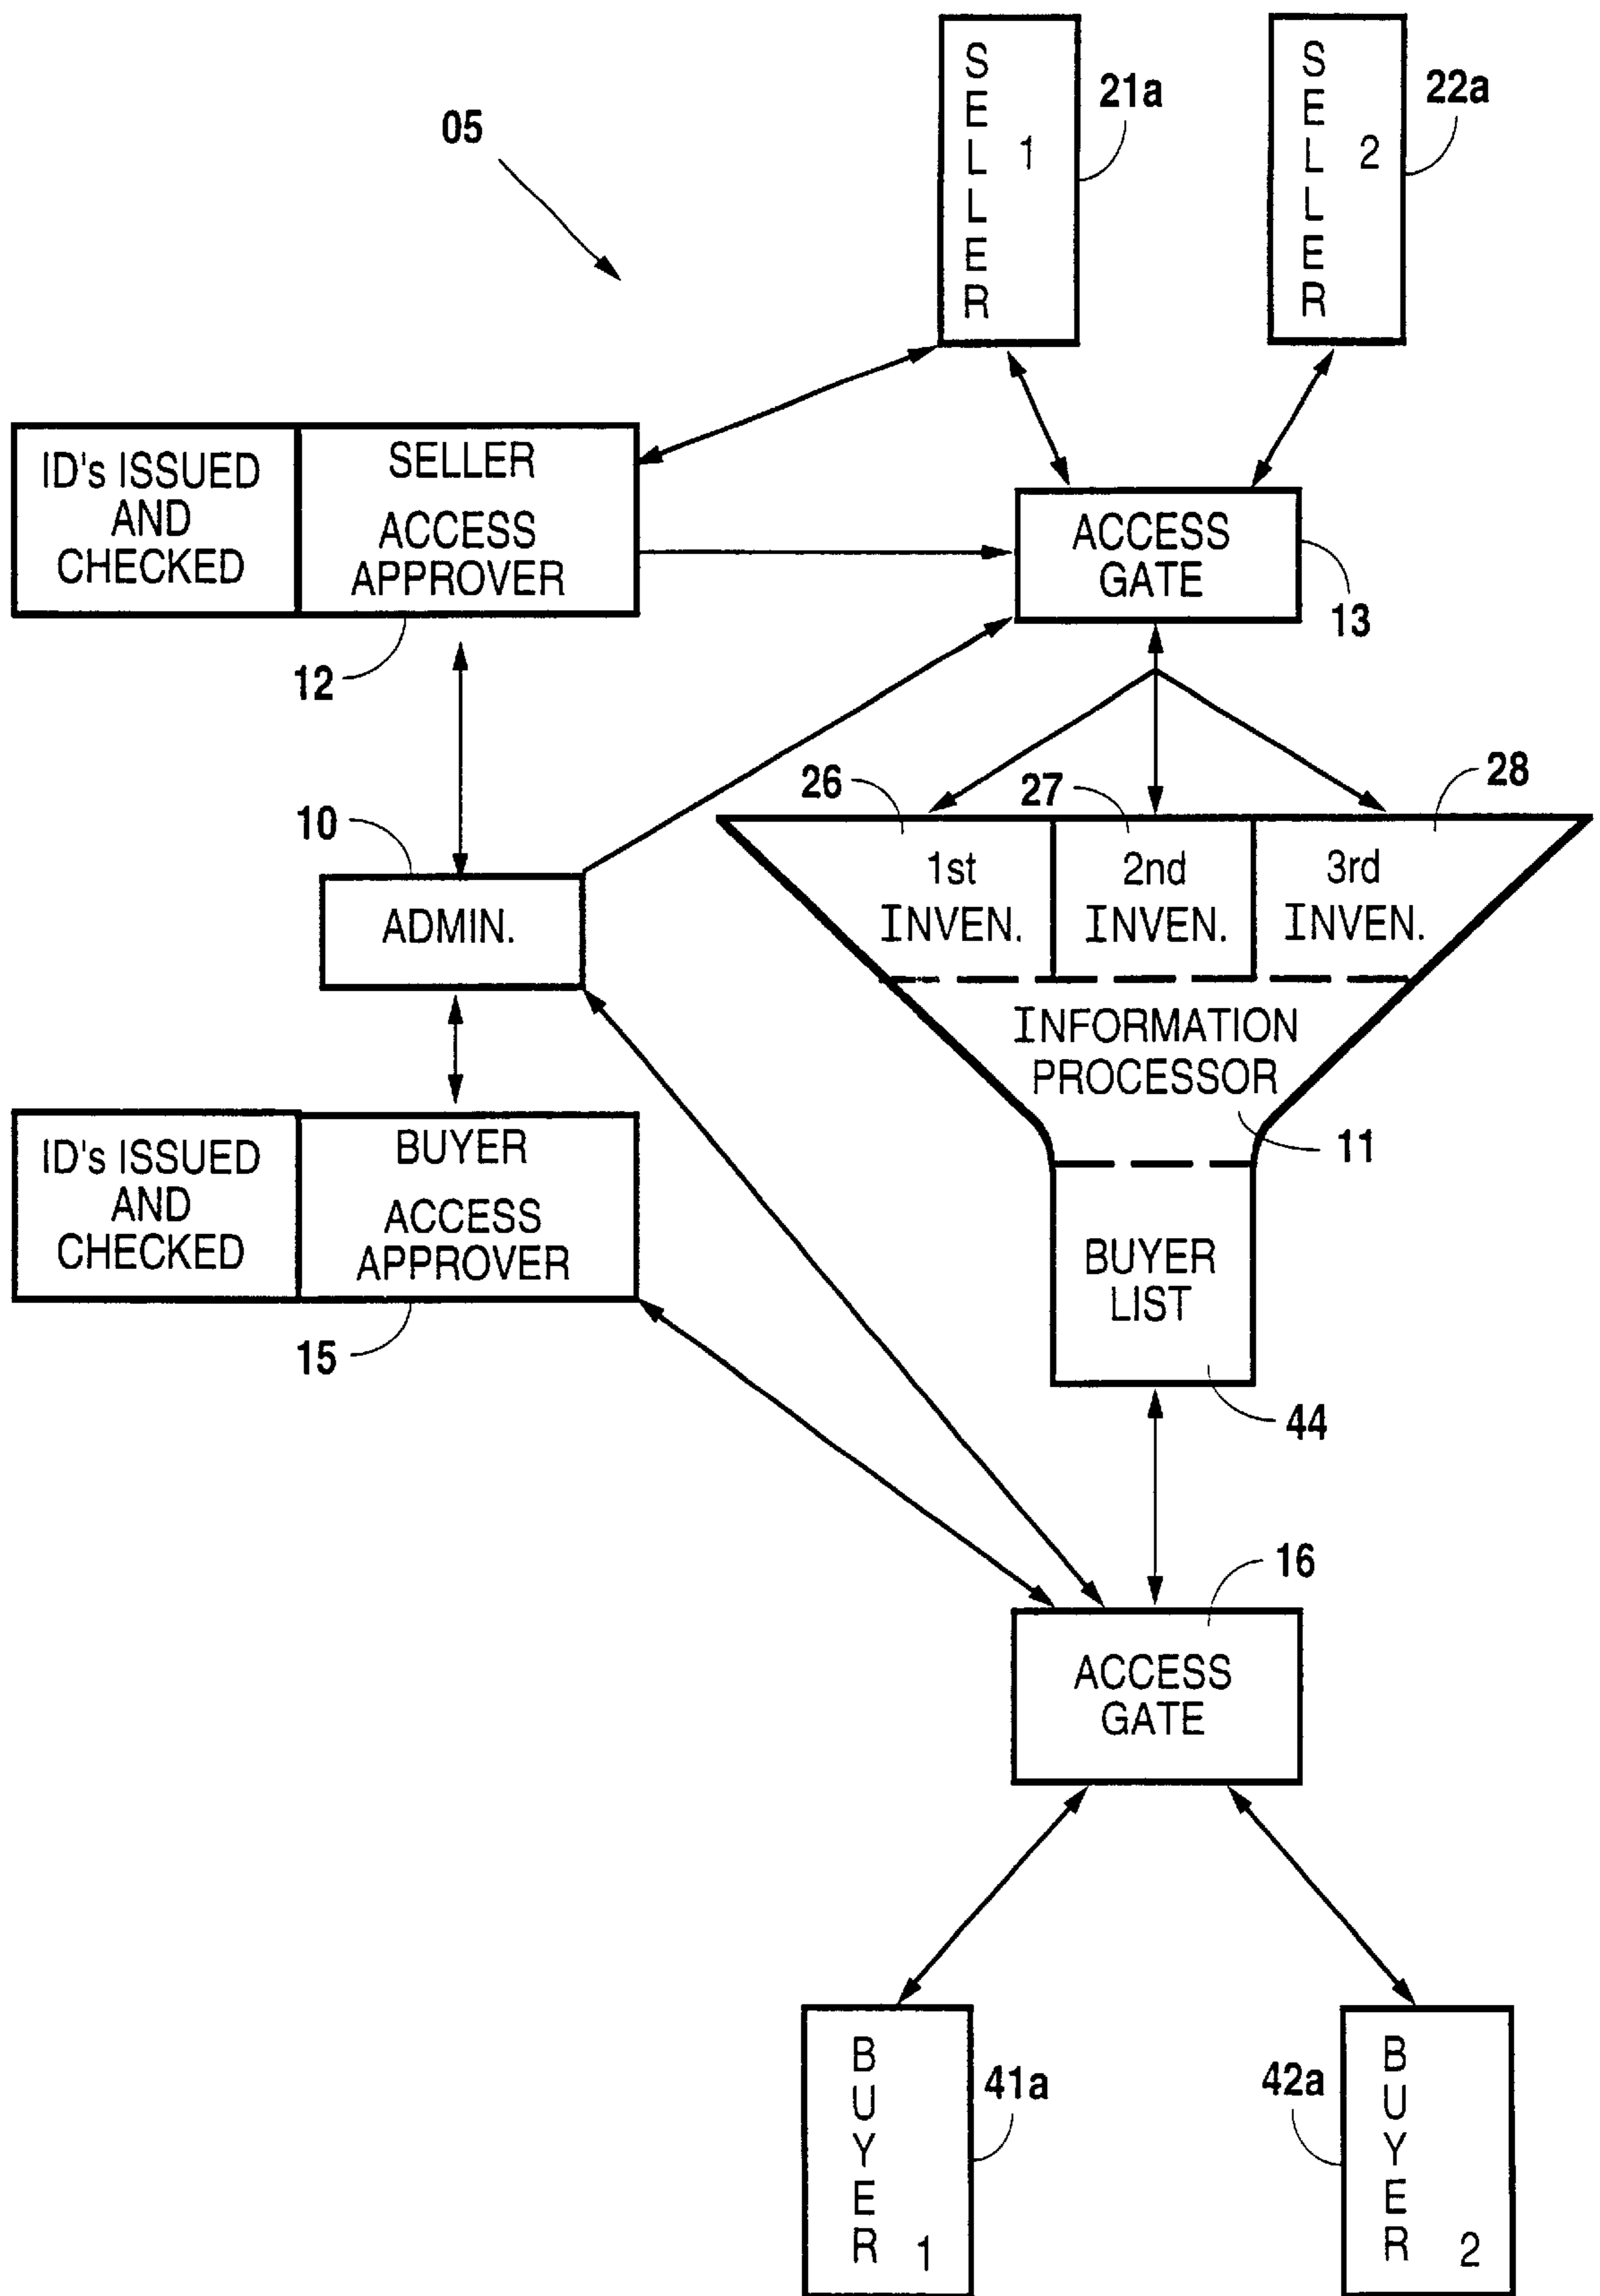 05
SELLER 1
21a
SELLER 2
22a
ID's ISSUED
AND
CHECKED
SELLER
ACCESS
APPROVER
12
ACCESS
GATE
13
10
ADMIN.
26
27
28
1st
INVEN.
2nd
INVEN.
3rd
INVEN.
INFORMATION
PROCESSOR
11
ID's ISSUED
AND
CHECKED
BUYER
ACCESS
APPROVER
15
BUYER
LIST
44
16
ACCESS
GATE
BUYER 1
41a
42a
BUYER 2